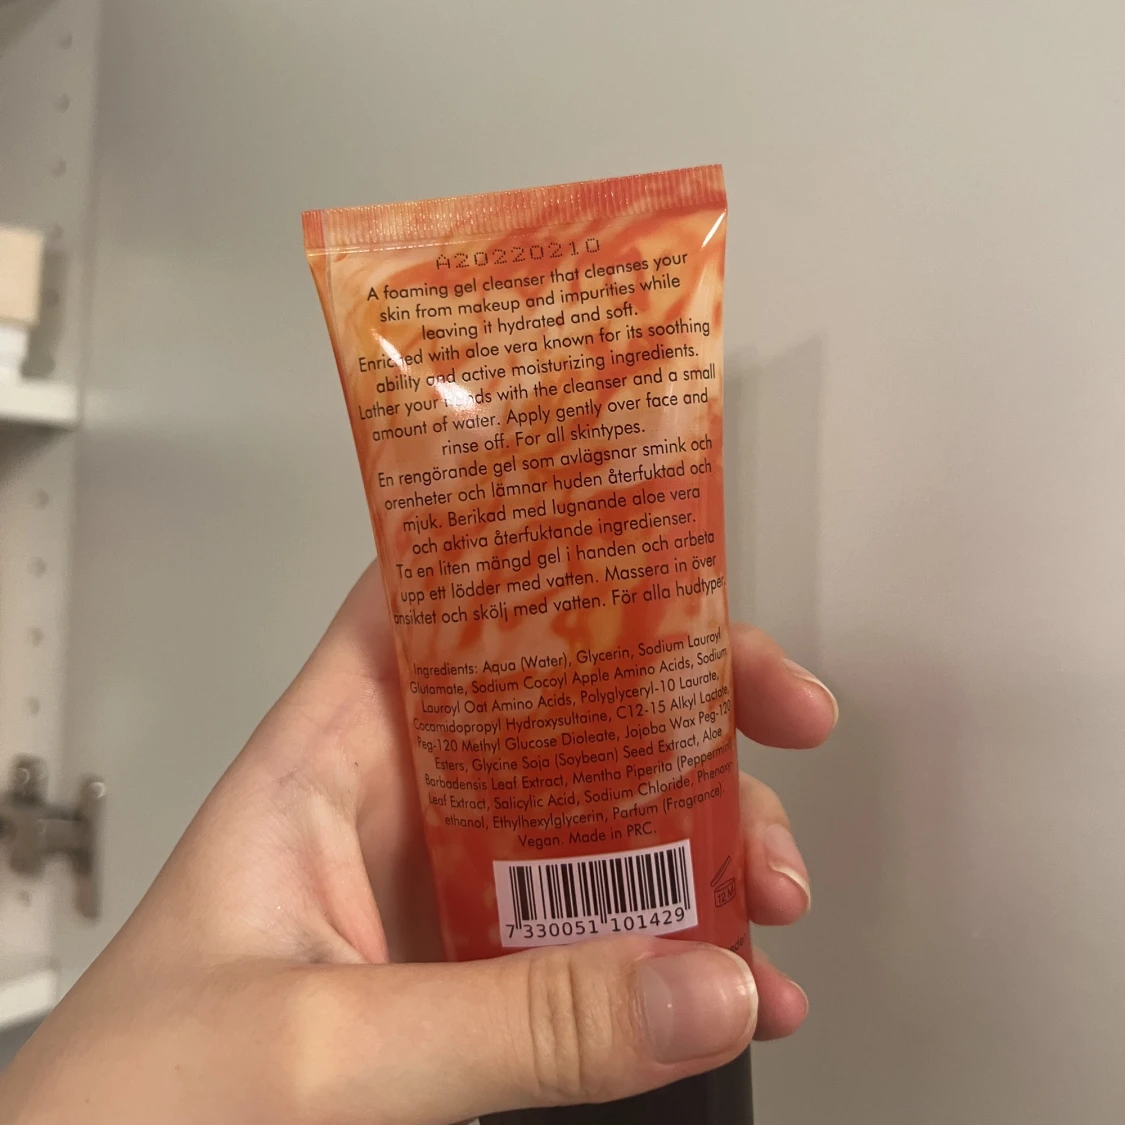 A20220210
A foaming gel cleanser that cleanses your
skin from makeup and impurities while
leaving it hydrated and soft.
Enriched with aloe vera known for its soothing
ability and active moisturizing ingredients.
Lather your hands with the cleanser and a small
amount of water. Apply gently over face and
rinse off. For all skintypes.
En rengörande gel som avlägsnar smink och
orenheter och lämnar huden återfuktad och
mjuk. Berikad med lugnande aloe vera
och aktiva återfuktande ingredienser.
Ta en liten mängd gel i handen och arbeta
upp ett lödder med vatten. Massera in över
ansiktet och skölj med vatten. För alla hudtyper.
Ingredients: Aqua (Water), Glycerin, Sodium Lauroyl
Glutamate, Sodium Cocoyl Apple Amino Acids, Sodium
Lauroyl Oat Amino Acids, Polyglyceryl-10 Laurate,
Cocamidopropyl Hydroxysultaine, C12-15 Alkyl Lactate,
Peg-120 Methyl Glucose Dioleate, Jojoba Wax Peg-120
Esters, Glycine Soja (Soybean) Seed Extract, Aloe
Barbadensis Leaf Extract, Mentha Piperita (Peppermint)
Leaf Extract, Salicylic Acid, Sodium Chloride, Phenoxy-
ethanol, Ethylhexylglycerin, Parfum (Fragrance).
Vegan. Made in PRC.
12 M
7 330051 101429